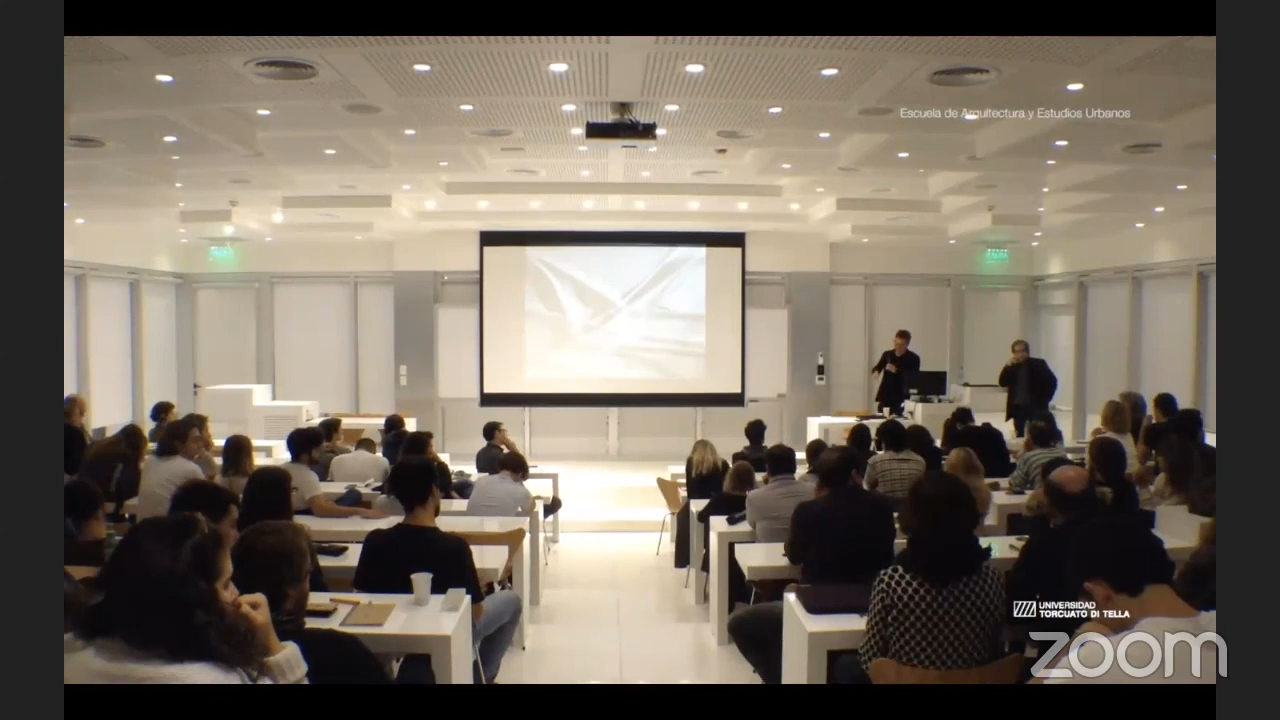 Escuela de Arquitectura y Estudios Urbanos
UNIVERSIDAD
TORCUATO DI TELLA
zoom